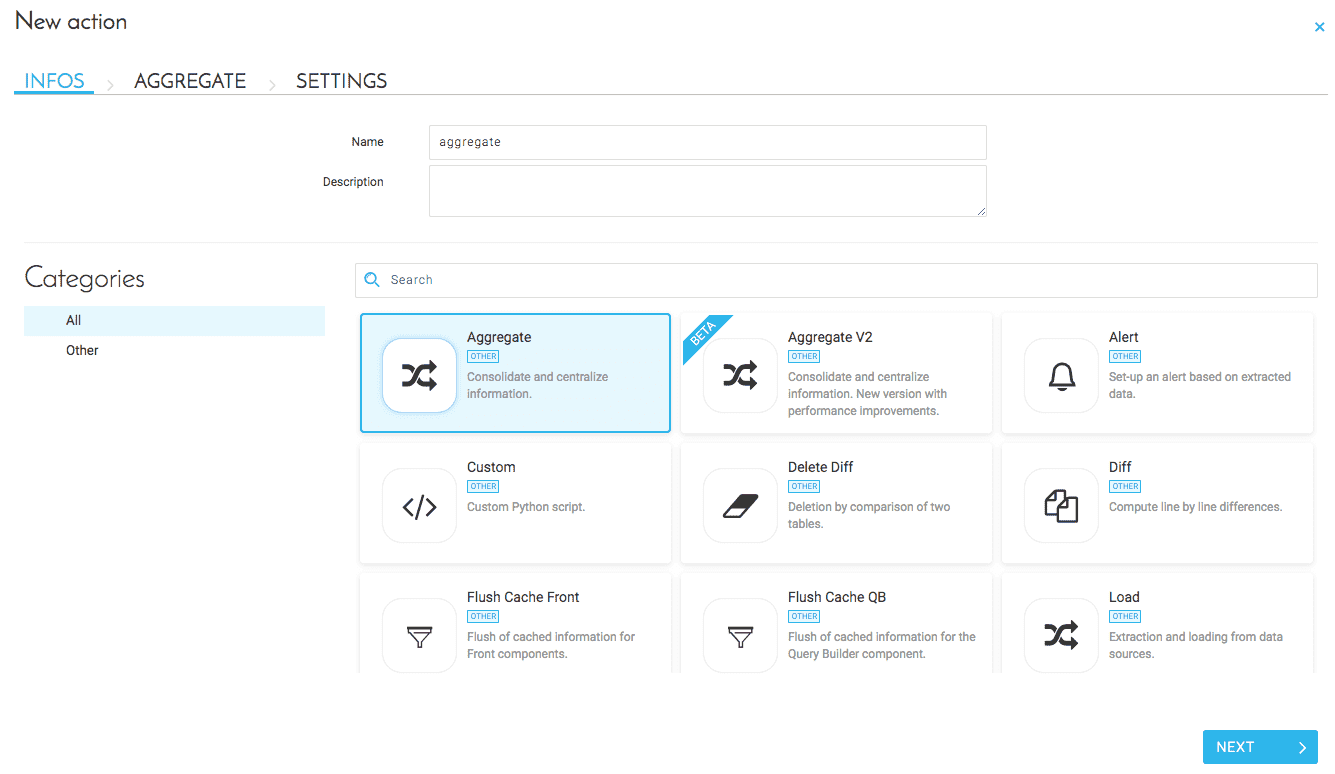 New action
×
INFOS
AGGREGATE
SETTINGS
Name
aggregate
Description
Categories
All
Other
Search
BETA
Aggregate
OTHER
Consolidate and centralize
information.
Aggregate V2
OTHER
Consolidate and centralize
information. New version with
performance improvements.
Alert
OTHER
Set-up an alert based on extracted
data.
Custom
OTHER
Custom Python script.
Delete Diff
OTHER
Deletion by comparison of two
tables.
Diff
OTHER
Compute line by line differences.
Flush Cache Front
OTHER
Flush of cached information for
Front components.
Flush Cache QB
OTHER
Flush of cached information for the
Query Builder component.
Load
OTHER
Extraction and loading from data
sources.
NEXT